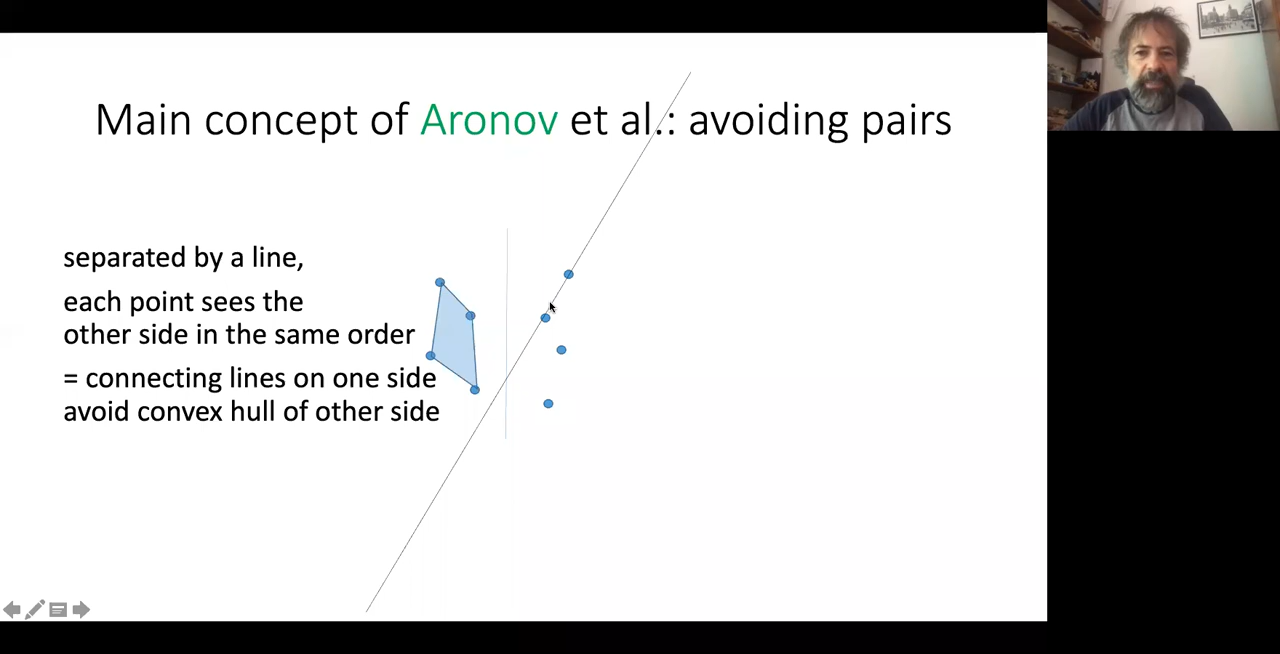 Main concept of Aronov et al.: avoiding pairs
separated by a line,
each point sees the
other side in the same order
= connecting lines on one side
avoid convex hull of other side